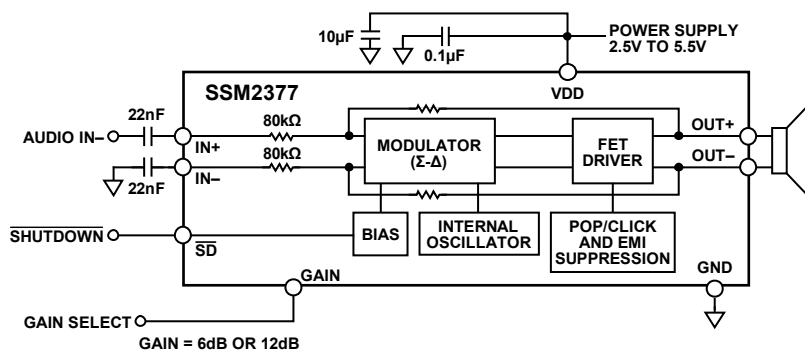 10µF
0.1µF
POWER SUPPLY
2.5V TO 5.5V
SSM2377
VDD
22nF
80kΩ
AUDIO IN–
IN+
MODULATOR
(Σ-Δ)
FET
DRIVER
OUT+
80kΩ
OUT–
22nF
IN–
SHUTDOWN
SD
BIAS
INTERNAL
OSCILLATOR
POP/CLICK
AND EMI
SUPPRESSION
GAIN
GND
GAIN SELECT
GAIN = 6dB OR 12dB